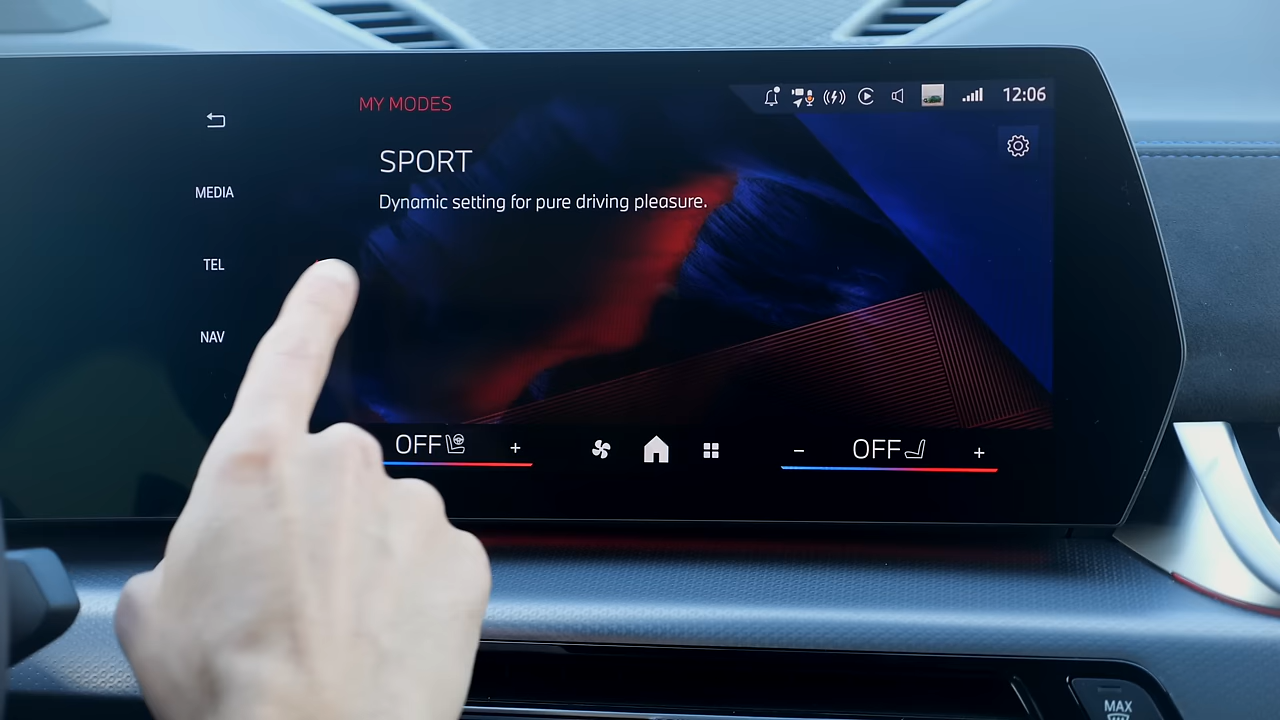 MY MODES
12:06
SPORT
MEDIA
Dynamic setting for pure driving pleasure.
TEL
NAV
OFF +
- OFF +
MAX